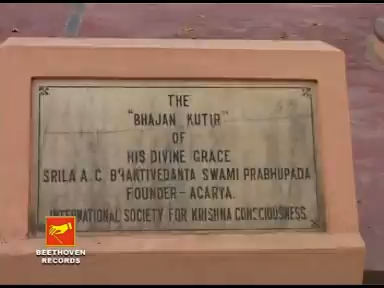 THE
"BHAJAN KUTIR"
OF
HIS DIVINE GRACE
SRILA A.C BHAKTIVEDANTA SWAMI PRABHUPADA
FOUNDER-ACARYA.
INTERNATIONAL SOCIETY FOR KRISHNA CONSCIOUSNESS
BEETHOVEN
RECORDS